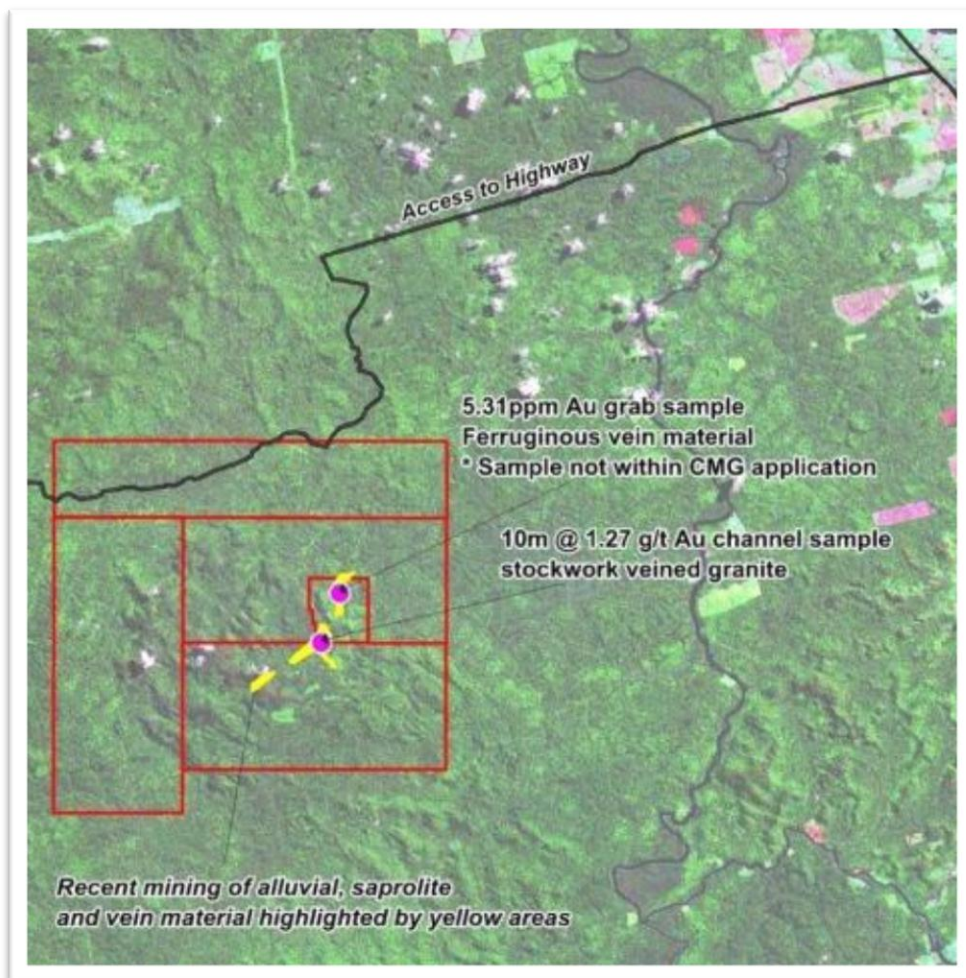 Access to Highway
5.31ppm Au grab sample
Ferruginous vein material
* Sample not within CMG application
10m @ 1.27 g/t Au channel sample
stockwork veined granite
Recent mining of alluvial, saprolite
and vein material highlighted by yellow areas